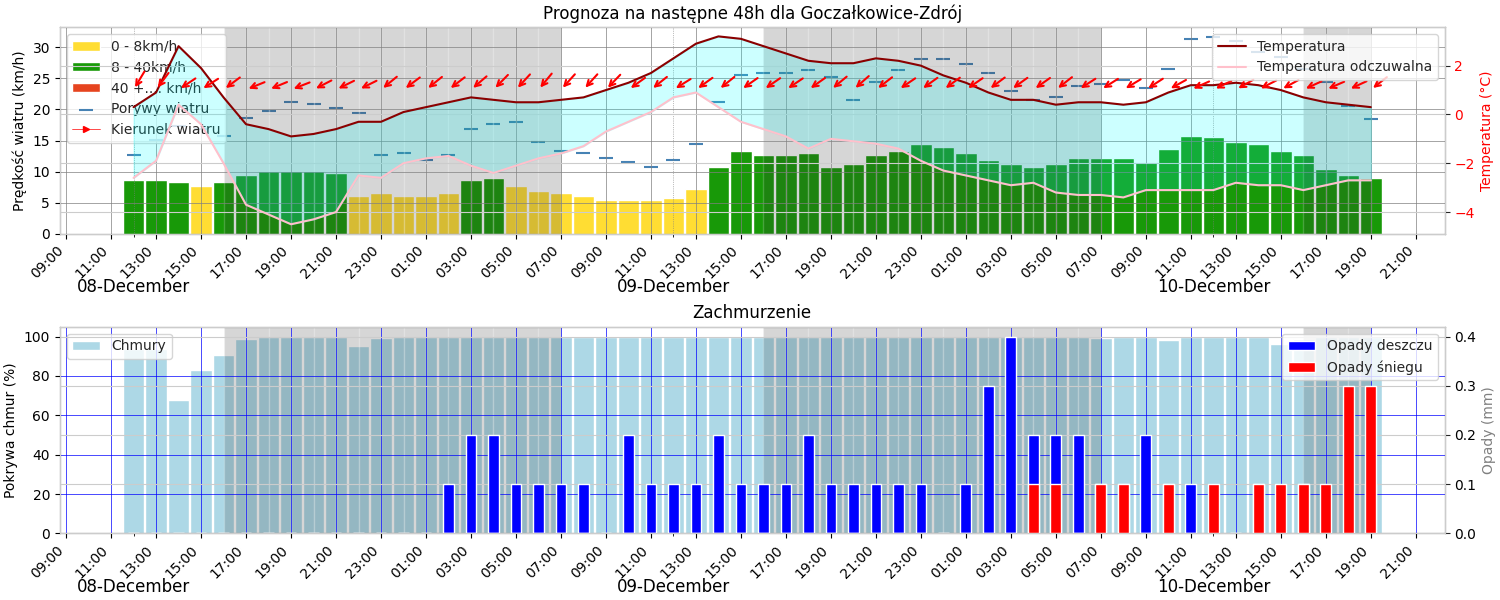 Prognoza na następne 48h dla Goczałkowice-Zdrój
Prędkość wiatru (km/h)
30
25
20
15
10
5
0
0 - 8km/h
8 - 40km/h
40 +... km/h
Porywy wiatru
Kierunek wiatru
Temperatura
Temperatura odczuwalna
2
0
−2
−4
Temperatura (°C)
09:00 11:00 13:00 15:00 17:00 19:00 21:00 23:00 01:00 03:00 05:00 07:00 09:00 11:00 13:00 15:00 17:00 19:00 21:00 23:00 01:00 03:00 05:00 07:00 09:00 11:00 13:00 15:00 17:00 19:00 21:00
08-December 09-December 10-December
Zachmurzenie
Pokrywa chmur (%)
100
80
60
40
20
0
Chmury
Opady deszczu
Opady śniegu
0.4
0.3
0.2
0.1
0.0
Opady (mm)
09:00 11:00 13:00 15:00 17:00 19:00 21:00 23:00 01:00 03:00 05:00 07:00 09:00 11:00 13:00 15:00 17:00 19:00 21:00 23:00 01:00 03:00 05:00 07:00 09:00 11:00 13:00 15:00 17:00 19:00 21:00
08-December 09-December 10-December